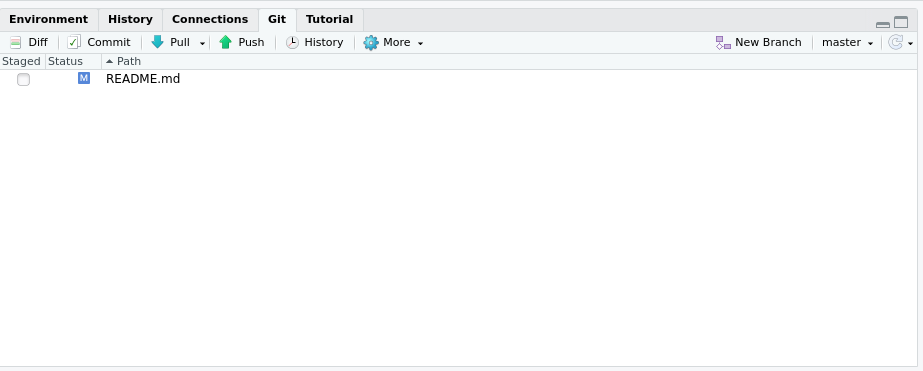 Environment History Connections Git Tutorial
Diff Commit Pull Push History More New Branch master
Staged Status Path
M README.md